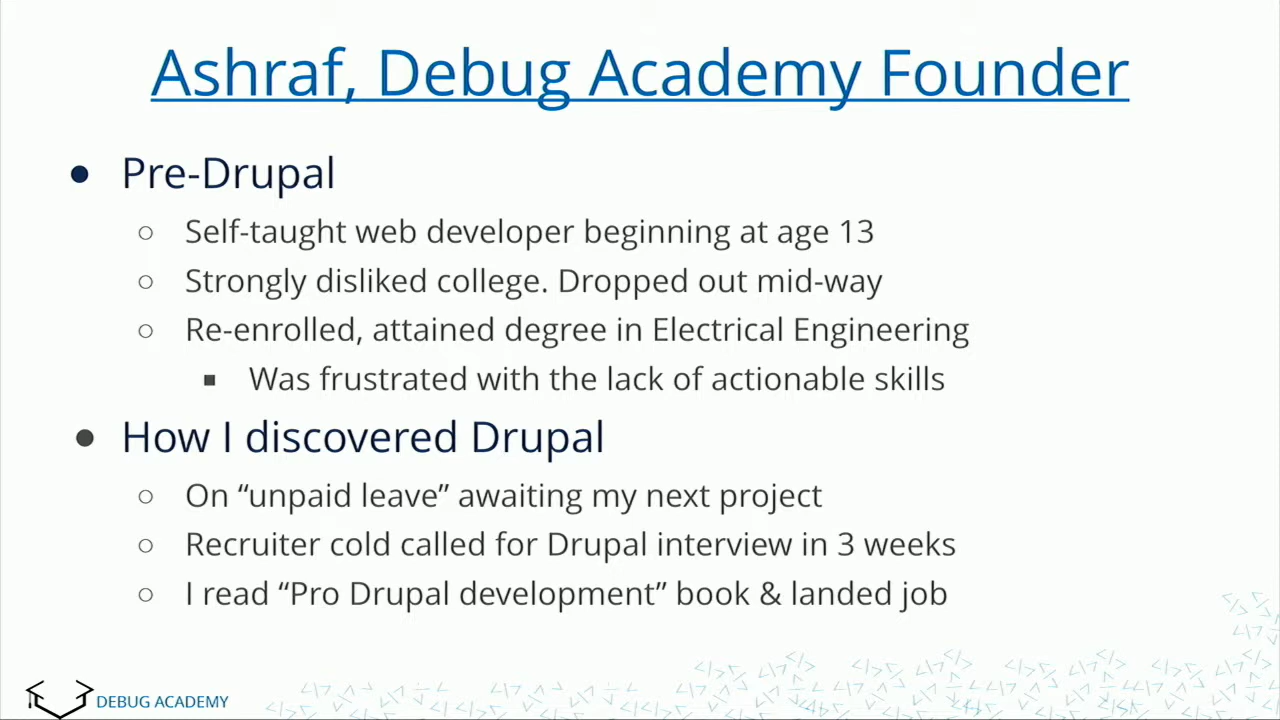 Ashraf, Debug Academy Founder
● Pre-Drupal
○ Self-taught web developer beginning at age 13
○ Strongly disliked college. Dropped out mid-way
○ Re-enrolled, attained degree in Electrical Engineering
■ Was frustrated with the lack of actionable skills
● How I discovered Drupal
○ On “unpaid leave” awaiting my next project
○ Recruiter cold called for Drupal interview in 3 weeks
○ I read “Pro Drupal development” book & landed job
DEBUG ACADEMY